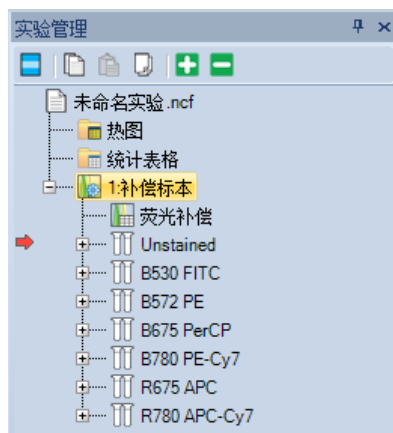 实验管理
未命名实验.ncf
热图
统计表格
1:补偿标本
荧光补偿
Unstained
B530 FITC
B572 PE
B675 PerCP
B780 PE-Cy7
R675 APC
R780 APC-Cy7